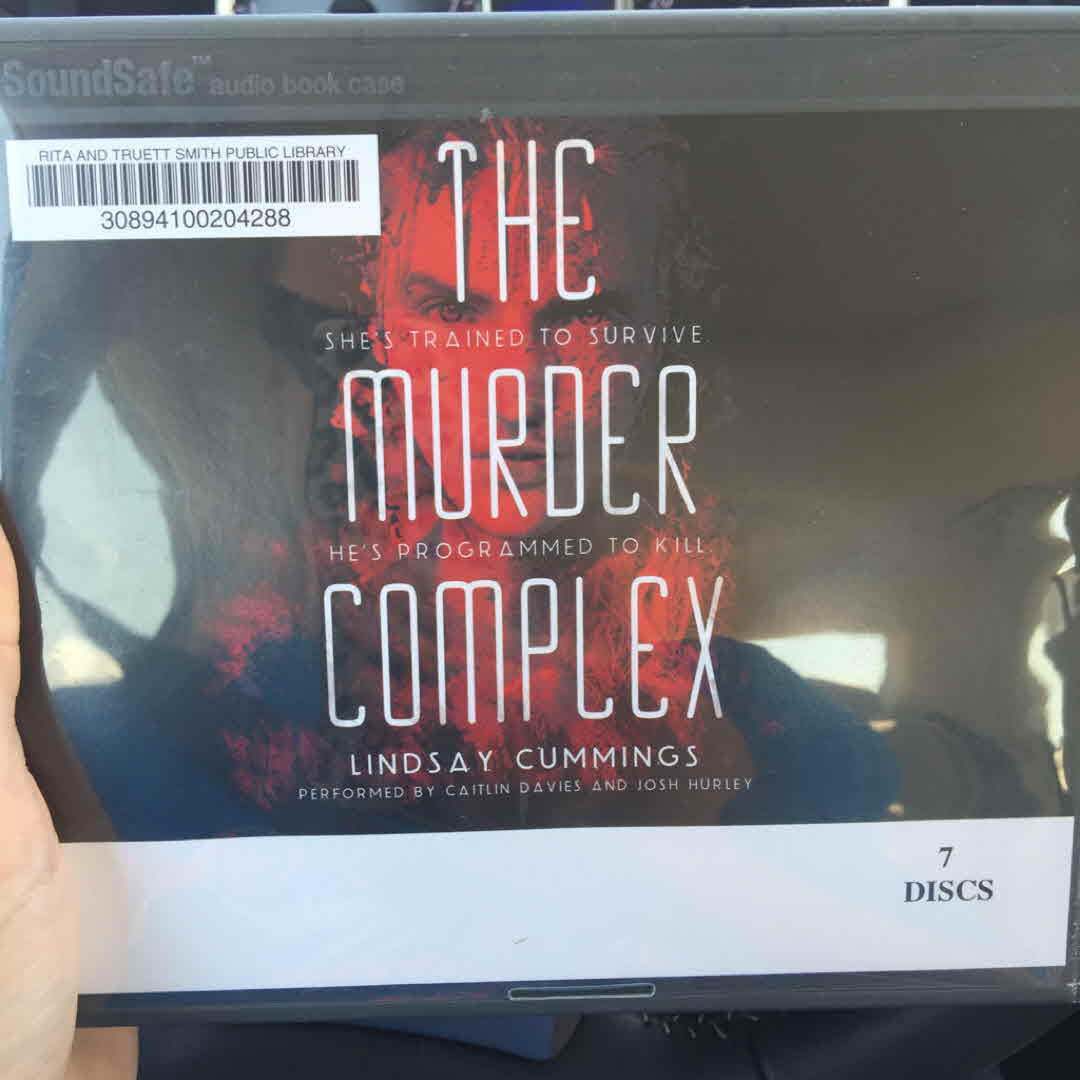 SoundSafe™ audio book case
RITA AND TRUETT SMITH PUBLIC LIBRARY
30894100204288
THE
SHE'S TRAINED TO SURVIVE.
MURDER
HE'S PROGRAMMED TO KILL.
COMPLEX
LINDSAY CUMMINGS
PERFORMED BY CAITLIN DAVIES AND JOSH HURLEY
7
DISCS